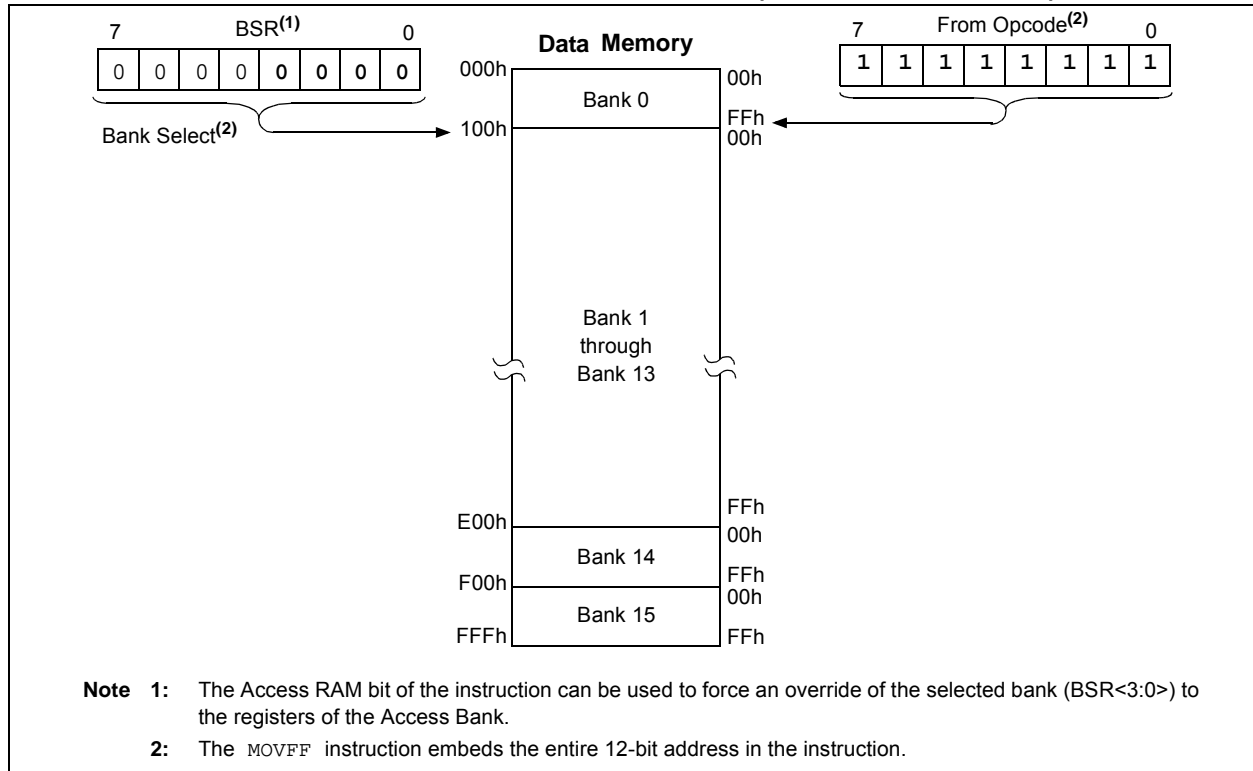 7 BSR(1) 0
0 0 0 0 0 0 0 0
Bank Select(2)
Data Memory
7 From Opcode(2) 0
1 1 1 1 1 1 1 1
000h
00h
Bank 0
FFh
100h
00h
Bank 1
through
Bank 13
FFh
E00h
00h
Bank 14
FFh
F00h
00h
Bank 15
FFFh
FFh
Note 1: The Access RAM bit of the instruction can be used to force an override of the selected bank (BSR<3:0>) to
the registers of the Access Bank.
2: The MOVFF instruction embeds the entire 12-bit address in the instruction.